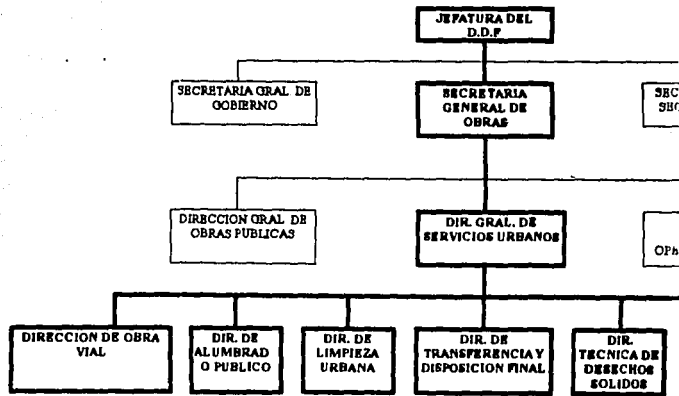 JEFATURA DEL
D.D.F
SECRETARIA GRAL DE
GOBIERNO
SECRETARIA
GENERAL DE
OBRAS
SEC
DIRECCION GRAL DE
OBRAS PUBLICAS
DIR. GRAL. DE
SERVICIOS URBANOS
DIRECCION DE OBRA
VIAL
DIR. DE
ALUMBRAD
O PUBLICO
DIR. DE
LIMPIEZA
URBANA
DIR. DE
TRANSFERENCIA Y
DISPOSICION FINAL
DIR.
TECNICA DE
DESECHOS
SOLIDOS